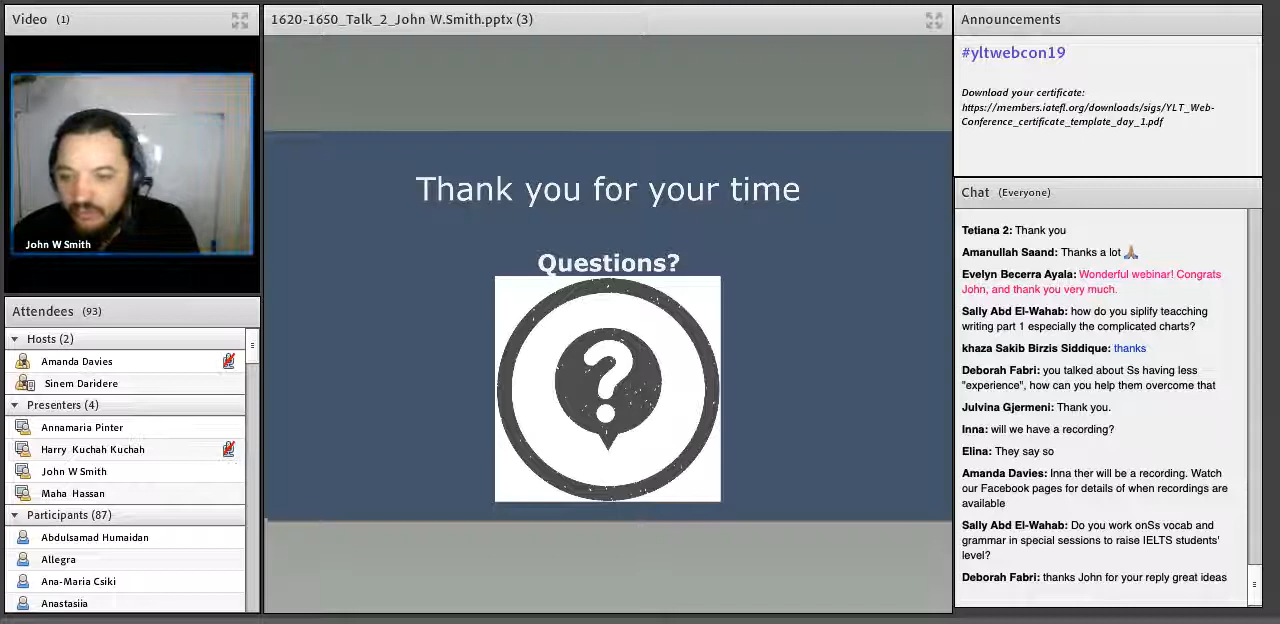 Video (1)
John W Smith
Attendees (93)
Hosts (2)
Amanda Davies
Sinem Daridere
Presenters (4)
Annamaria Pinter
Harry Kuchah Kuchah
John W Smith
Maha Hassan
Participants (87)
Abdulsamad Humaidan
Allegra
Ana-Maria Csiki
Anastasiia
1620-1650_Talk_2_John W.Smith.pptx (3)
Thank you for your time
Questions?
?
Announcements
#yltwebcon19
Download your certificate:
https://members.iatefl.org/downloads/sigs/YLT_Web-
Conference_certificate_template_day_1.pdf
Chat (Everyone)
Tetiana 2: Thank you
Amanullah Saand: Thanks a lot 🙏🏽
Evelyn Becerra Ayala: Wonderful webinar! Congrats
John, and thank you very much.
Sally Abd El-Wahab: how do you siplify teacching
writing part 1 especially the complicated charts?
khaza Sakib Birzis Siddique: thanks
Deborah Fabri: you talked about Ss having less
"experience", how can you help them overcome that
Julvina Gjermeni: Thank you.
Inna: will we have a recording?
Elina: They say so
Amanda Davies: Inna ther will be a recording. Watch
our Facebook pages for details of when recordings are
available
Sally Abd El-Wahab: Do you work onSs vocab and
grammar in special sessions to raise IELTS students'
level?
Deborah Fabri: thanks John for your reply great ideas